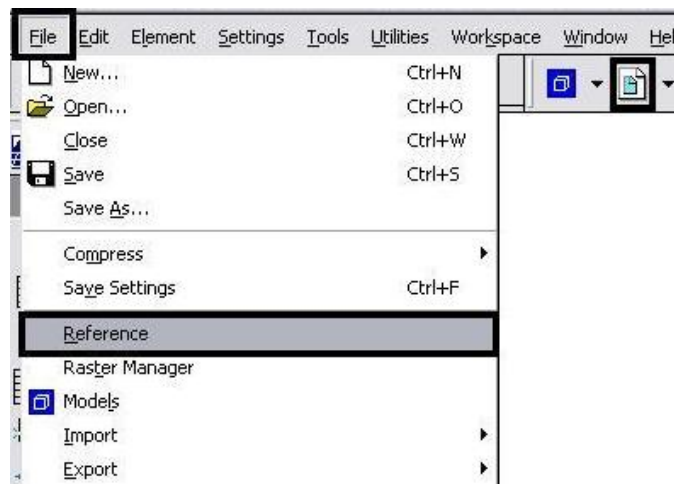 File Edit Element Settings Tools Utilities Workspace Window
New... Ctrl+N
Open... Ctrl+O
Close Ctrl+W
Save Ctrl+S
Save As...
Compress
Save Settings Ctrl+F
Reference
Raster Manager
Models
Import
Export